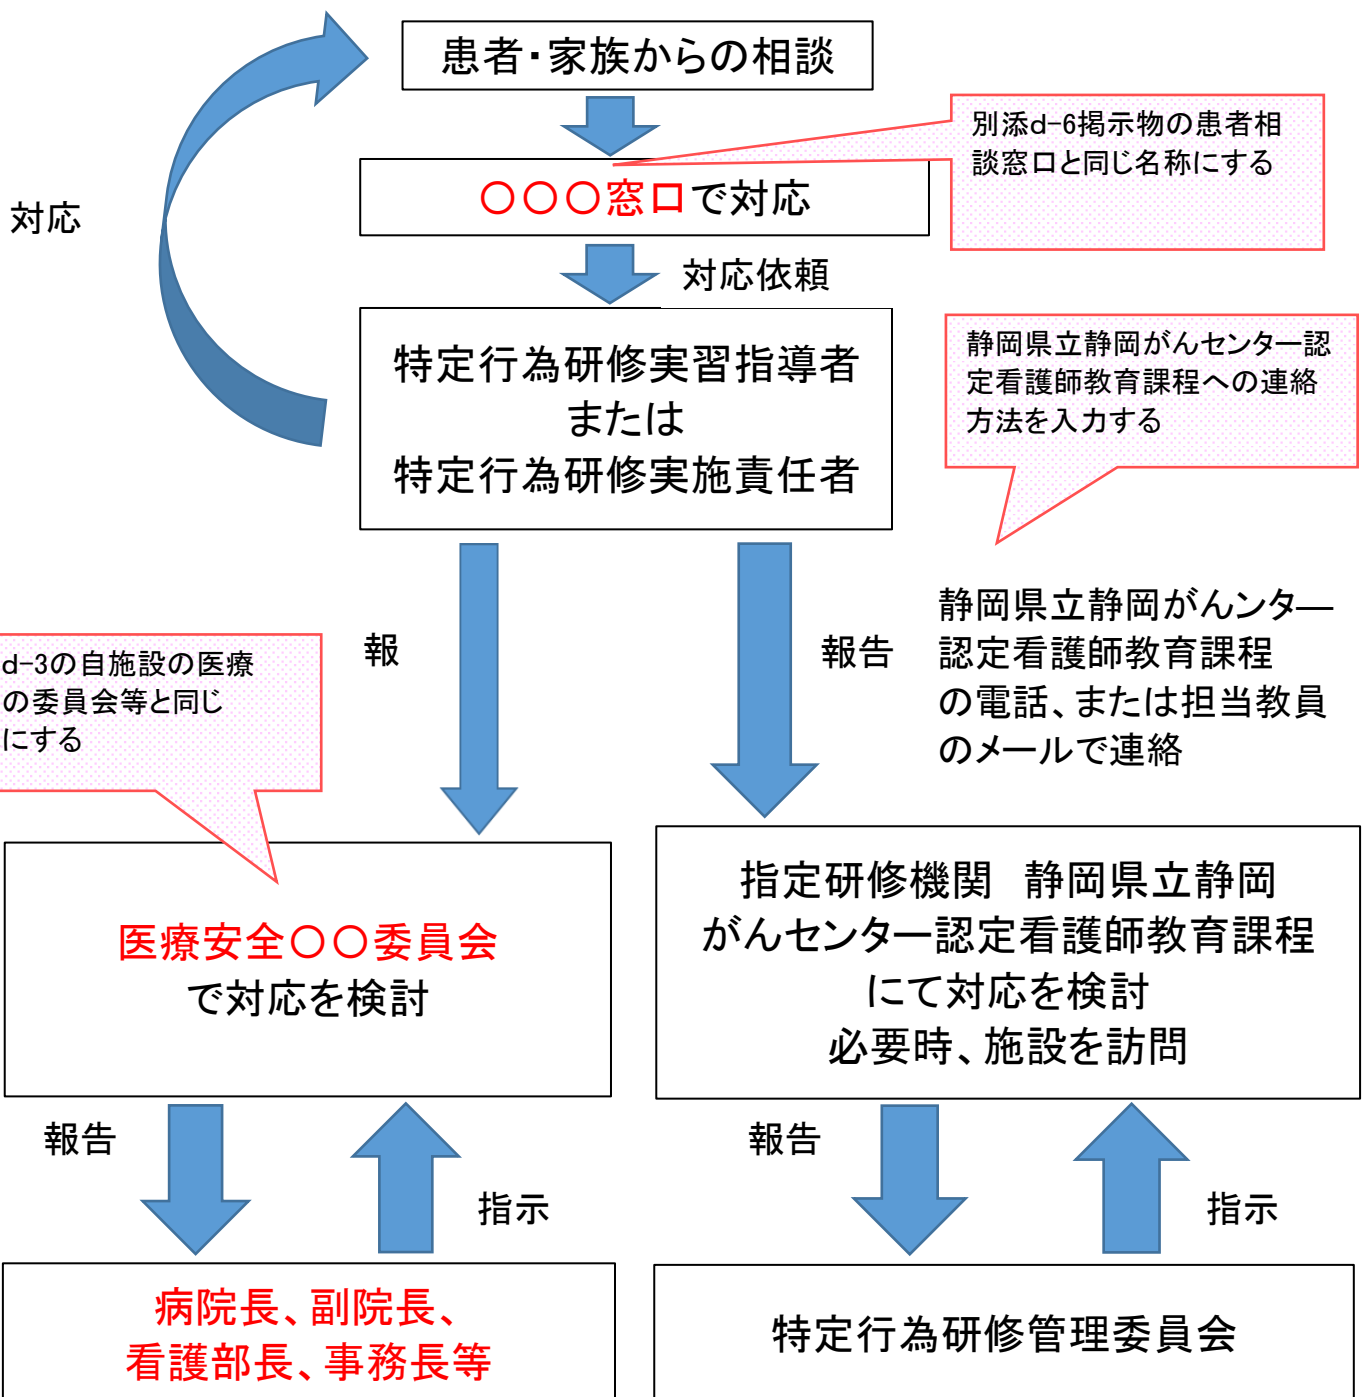 患者・家族からの相談
別添d-6掲示物の患者相
談窓口と同じ名称にする
〇〇〇窓口で対応
対応
対応依頼
特定行為研修実習指導者
または
特定行為研修実施責任者
静岡県立静岡がんセンター認
定看護師教育課程への連絡
方法を入力する
報
報告
静岡県立静岡がんンタ―
認定看護師教育課程
の電話、または担当教員
のメールで連絡
d-3の自施設の医療
の委員会等と同じ
にする
医療安全〇〇委員会
で対応を検討
指定研修機関　静岡県立静岡
がんセンター認定看護師教育課程
にて対応を検討
必要時、施設を訪問
報告
指示
報告
指示
病院長、副院長、
看護部長、事務長等
特定行為研修管理委員会